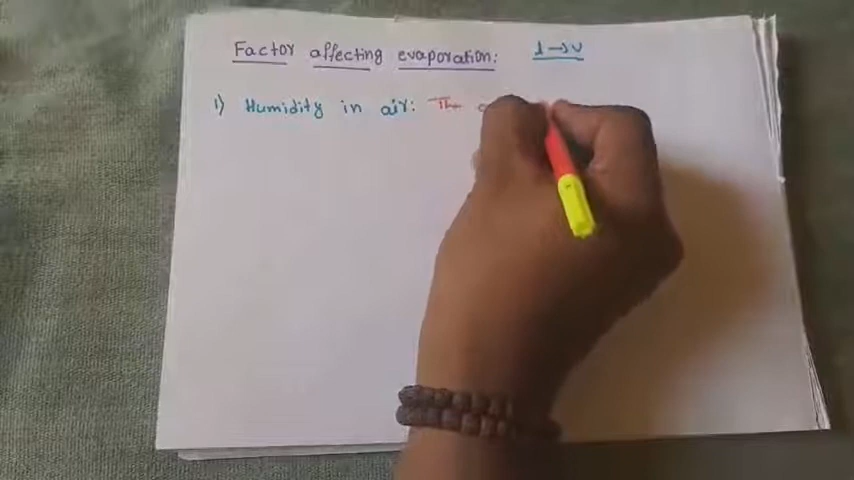 Factor affecting evaporation: l→v
1) Humidity in air: The